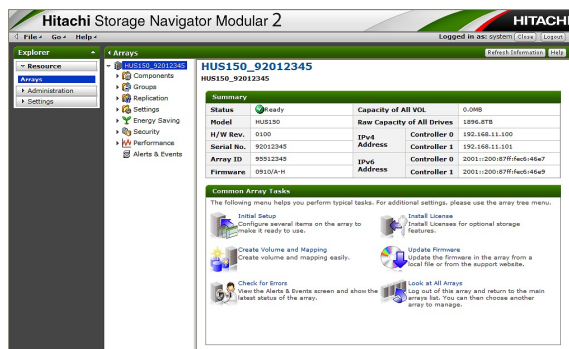 Hitachi Storage Navigator Modular 2
HITACHI
File Go Help
Logged in as: system Close Logout
Explorer
Arrays
Refresh Information Help
Resource
Arrays
Administration
Settings
HUS150_92012345
Components
Groups
Replication
Settings
Energy Saving
Security
Performance
Alerts & Events
HUS150_92012345
HUS150_92012345
Summary
Status Ready Capacity of All VOL 0.0MB
Model HUS150 Raw Capacity of All Drives 1896.8TB
H/W Rev. 0100 IPv4 Address Controller 0 192.168.11.100
Serial No. 92012345 Controller 1 192.168.11.101
Array ID 95512345 IPv6 Address Controller 0 2001::200:87ff:fec6:46e7
Firmware 0910/A-H Controller 1 2001::200:87ff:fec6:46e9
Common Array Tasks
The following menu helps you perform typical tasks. For additional settings, please use the array tree menu.
Initial Setup
Configure several items on the array to
make it ready to use.
Install License
Install Licenses for optional storage
features.
Create Volume and Mapping
Create volume and mapping easily.
Update Firmware
Update the firmware in the array from a
local file or from the support website.
Check for Errors
View the Alerts & Events screen and show the
latest status of the array.
Look at All Arrays
Log out of this array and return to the main
arrays list. You can then choose another
array to manage.